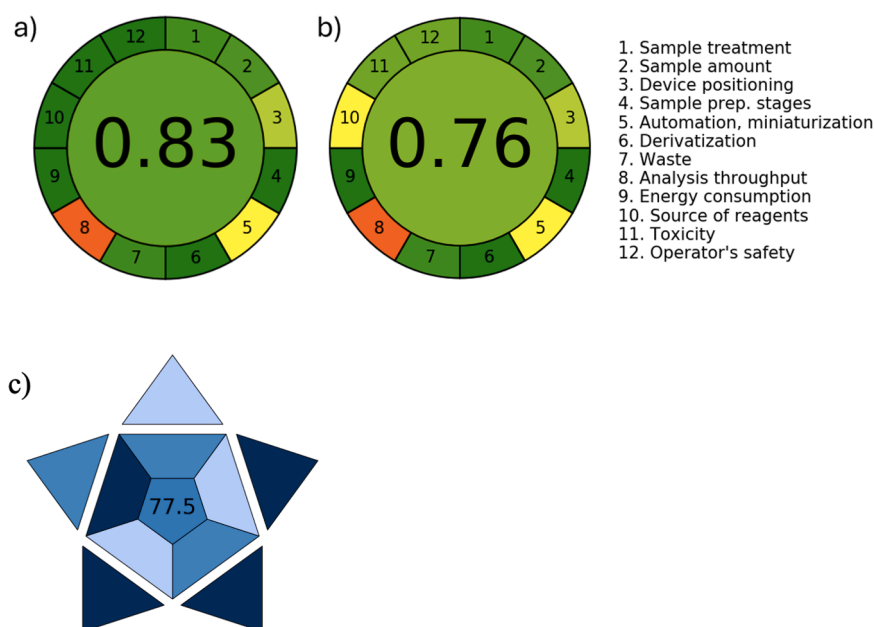 a)
12
1
11
2
10
3
0.83
9
4
8
5
7
6
b)
12
1
11
2
10
3
0.76
9
4
8
5
7
6
1. Sample treatment
2. Sample amount
3. Device positioning
4. Sample prep. stages
5. Automation, miniaturization
6. Derivatization
7. Waste
8. Analysis throughput
9. Energy consumption
10. Source of reagents
11. Toxicity
12. Operator's safety
c)
77.5